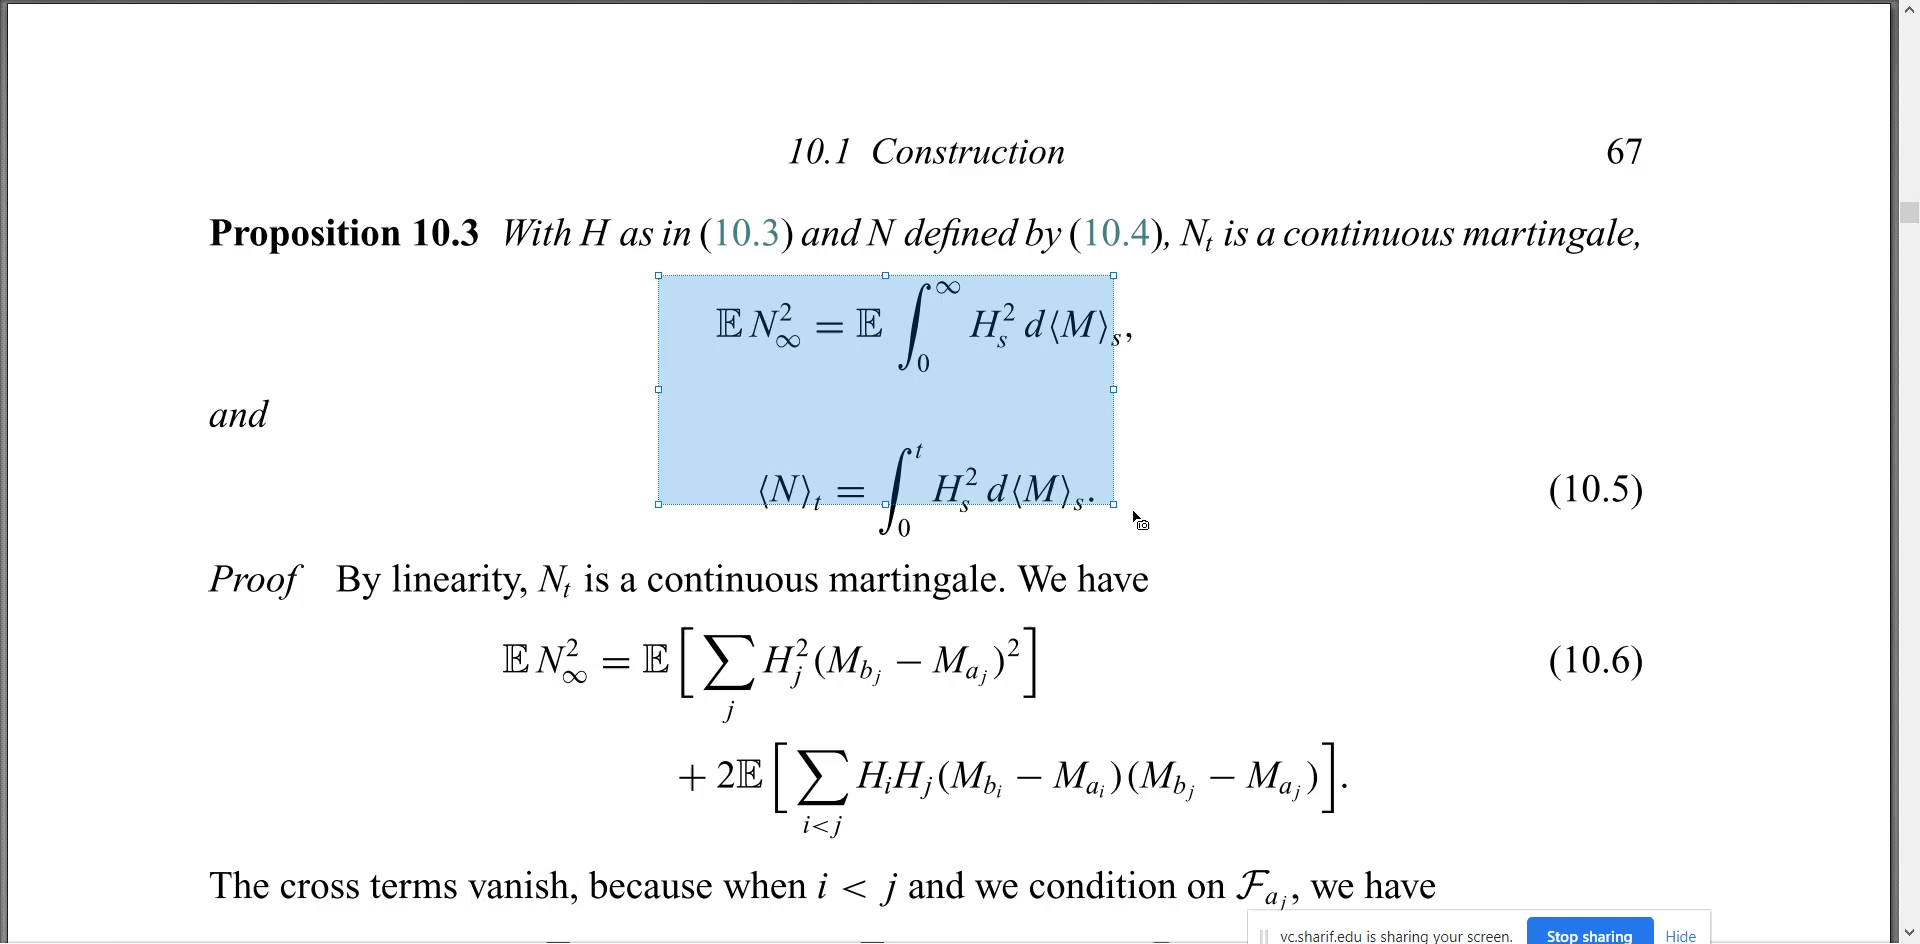 10.1 Construction 67
Proposition 10.3 With H as in (10.3) and N defined by (10.4), N_t is a continuous martingale,
𝔼 N_∞^2 = 𝔼 ∫_0^∞ H_s^2 d⟨M⟩_s,
and
⟨N⟩_t = ∫_0^t H_s^2 d⟨M⟩_s. (10.5)
Proof By linearity, N_t is a continuous martingale. We have
𝔼 N_∞^2 = 𝔼[∑_j H_j^2 (M_{b_j} − M_{a_j})^2] (10.6)
+ 2𝔼[∑_{i<j} H_i H_j (M_{b_i} − M_{a_i})(M_{b_j} − M_{a_j})].
The cross terms vanish, because when i < j and we condition on ℱ_{a_j}, we have
vc.sharif.edu is sharing your screen. Stop sharing Hide